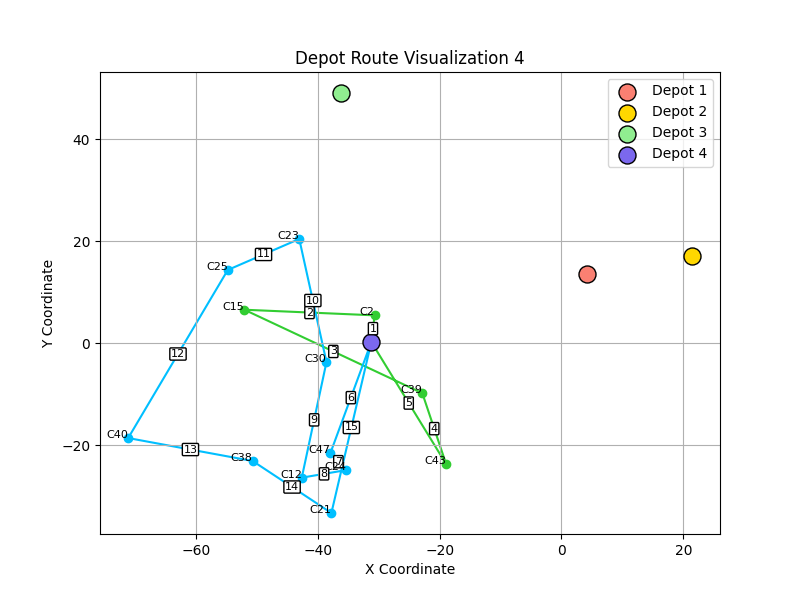 Depot Route Visualization 4
Depot 1
Depot 2
Depot 3
Depot 4
Y Coordinate
40
20
0
−20
C23
11
C25
10
C15
2
C2
1
12
3
C30
C39
6
5
9
15
4
C40
13
C47
C38
7
C43
C12
8
14
C21
−60
−40
−20
0
20
X Coordinate